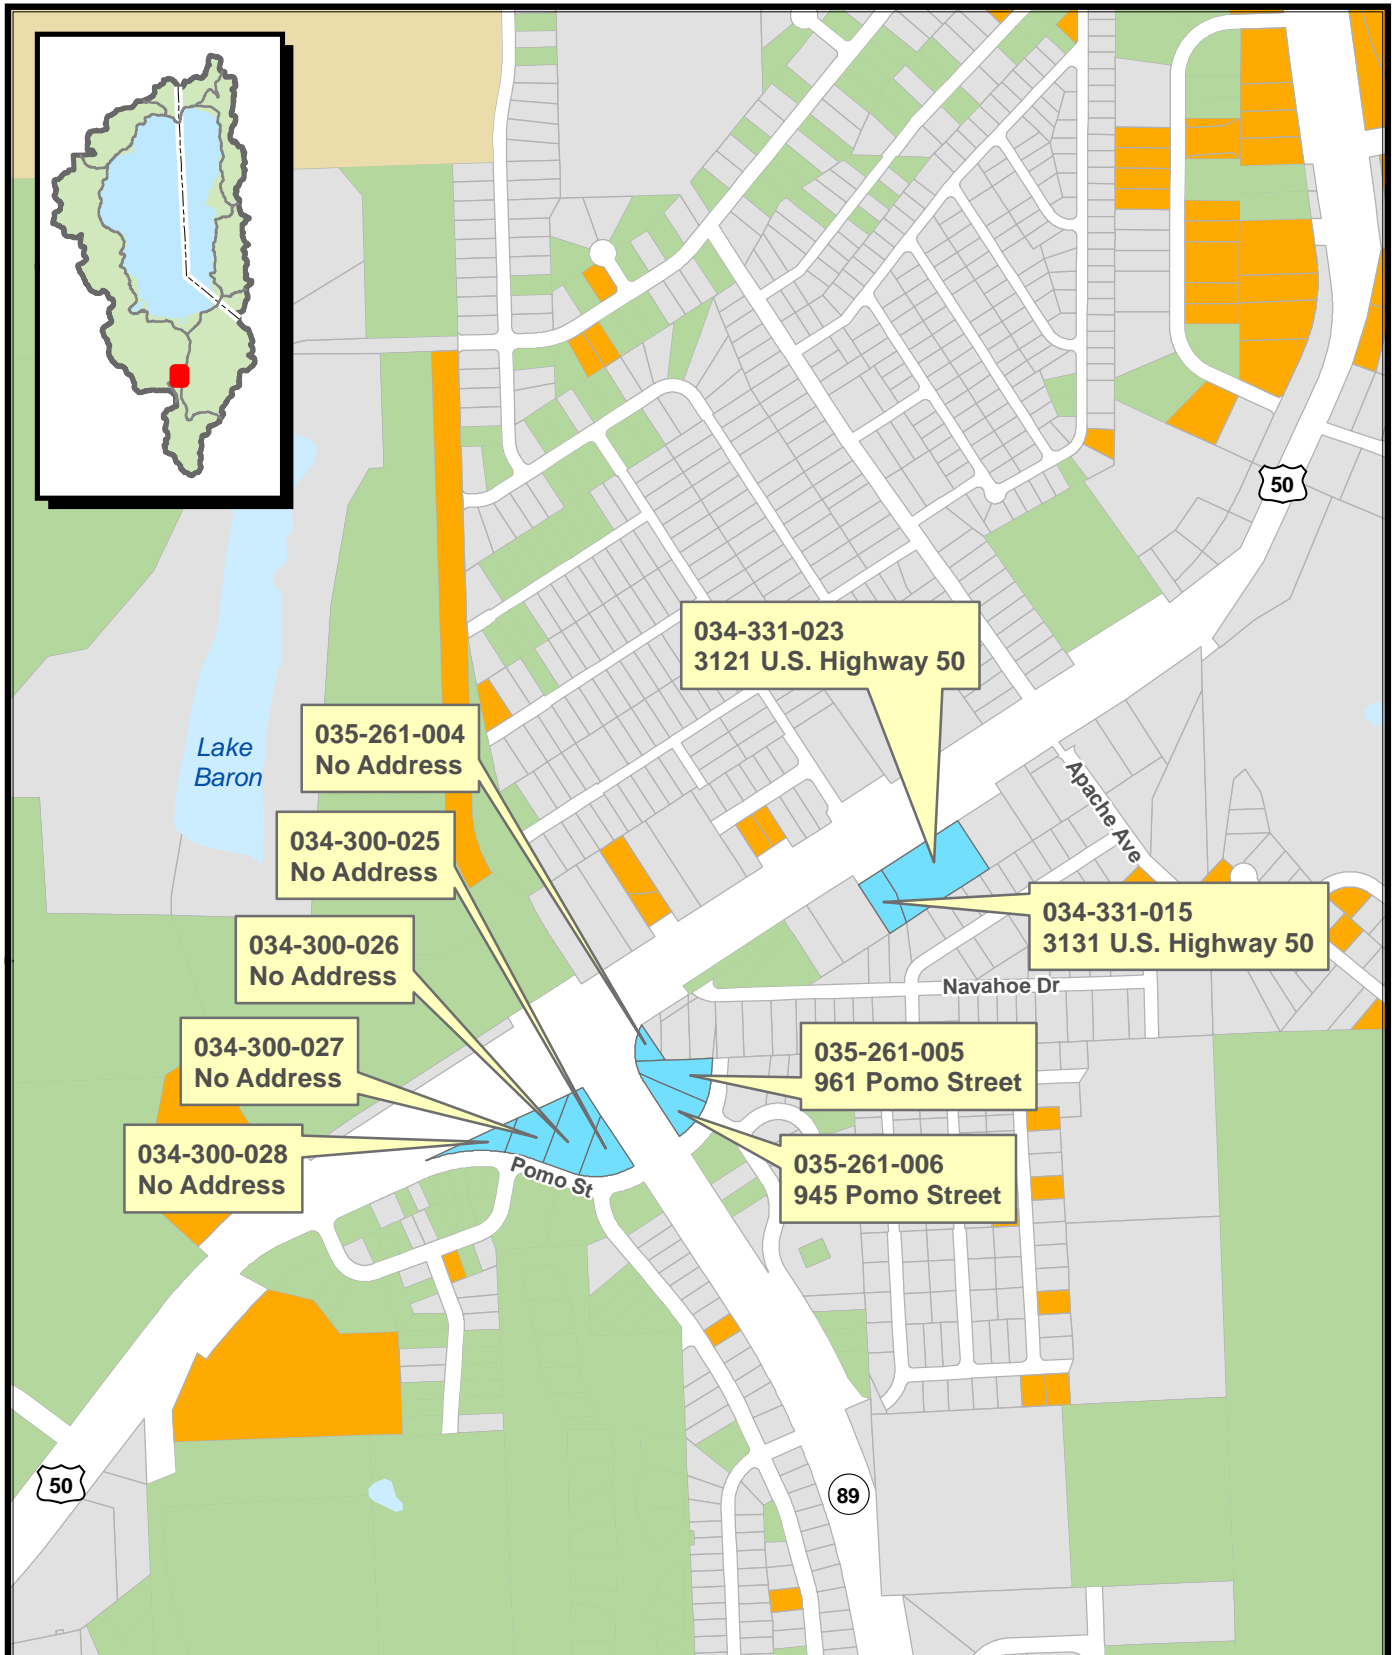 50
034-331-023
3121 U.S. Highway 50
035-261-004
No Address
Lake
Baron
Apache Ave
034-300-025
No Address
034-331-015
3131 U.S. Highway 50
034-300-026
No Address
Navahoe Dr
034-300-027
No Address
035-261-005
961 Pomo Street
034-300-028
No Address
Pomo St
035-261-006
945 Pomo Street
50
89